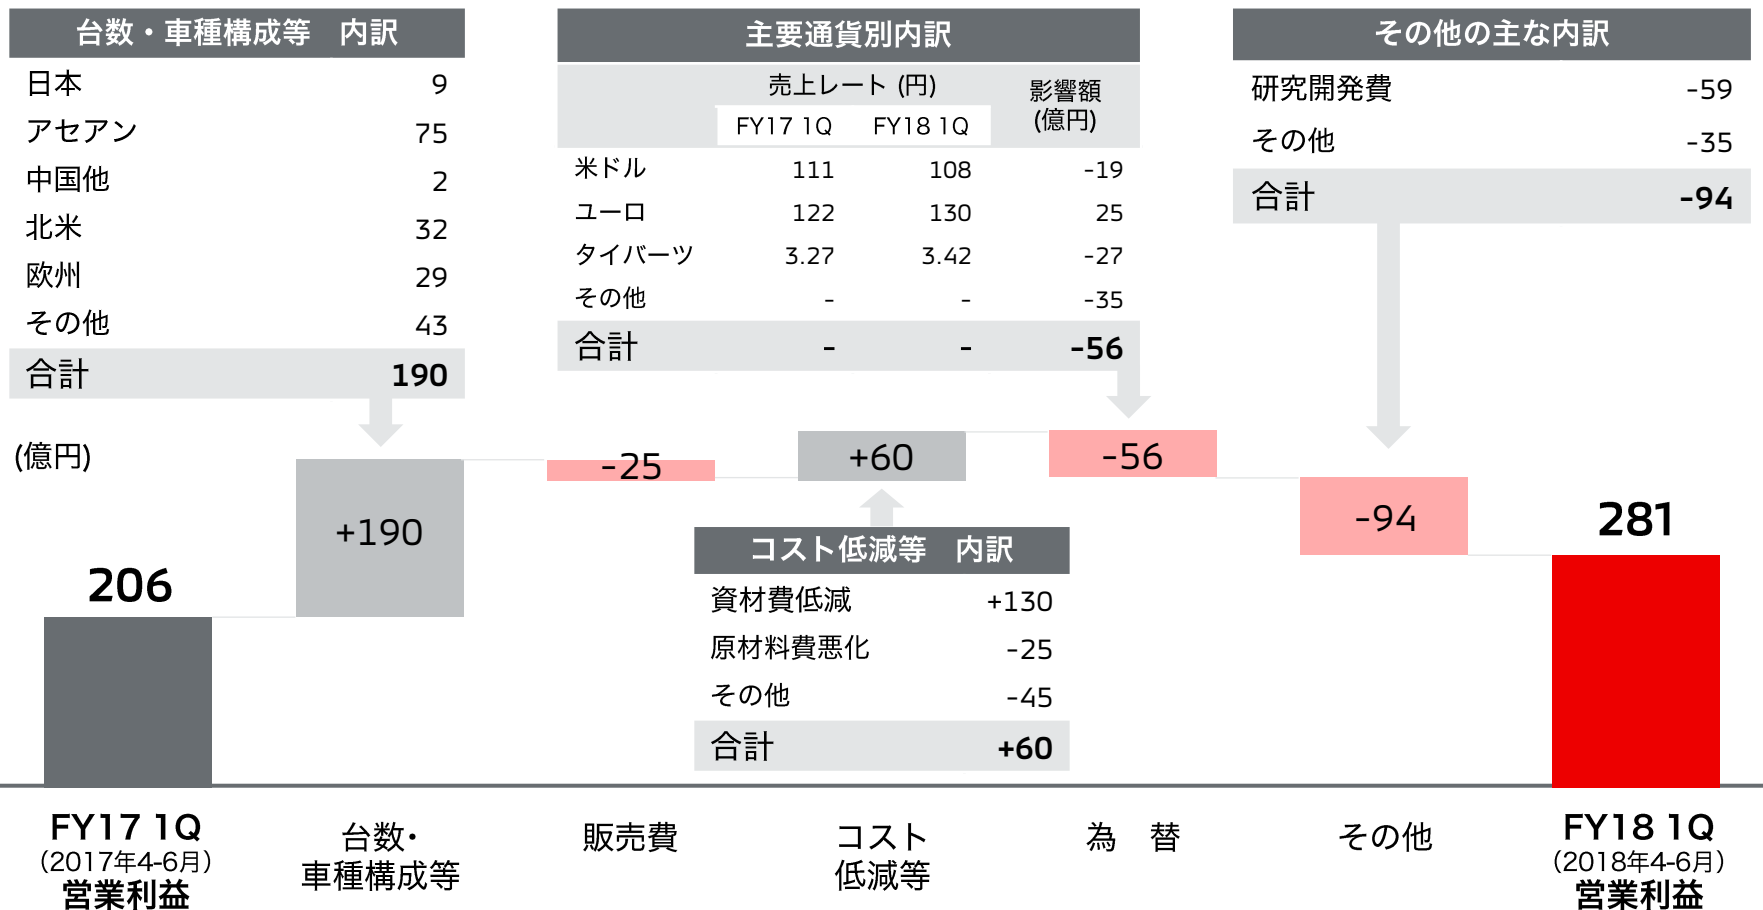 台数・車種構成等　内訳
日本 9
アセアン 75
中国他 2
北米 32
欧州 29
その他 43
合計 190
主要通貨別内訳
売上レート (円) 影響額
(億円)
FY17 1Q FY18 1Q
米ドル 111 108 -19
ユーロ 122 130 25
タイバーツ 3.27 3.42 -27
その他 - - -35
合計 - - -56
その他の主な内訳
研究開発費 -59
その他 -35
合計 -94
(億円)
206
+190
-25
+60
-56
-94
281
コスト低減等　内訳
資材費低減 +130
原材料費悪化 -25
その他 -45
合計 +60
FY17 1Q
（2017年4-6月）
営業利益
台数・
車種構成等
販売費
コスト
低減等
為　替
その他
FY18 1Q
（2018年4-6月）
営業利益